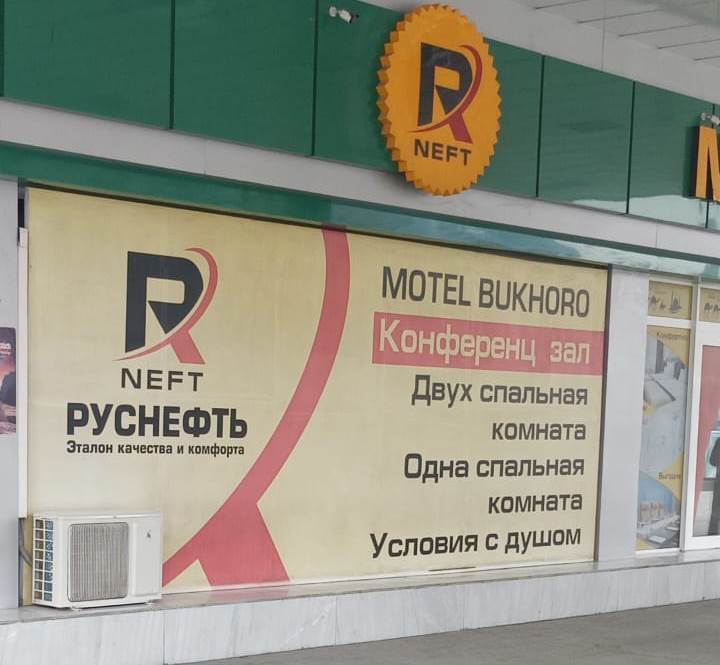 NEFT
M
NEFT
РУСНЕФТЬ
Эталон качества и комфорта
MOTEL BUKHORO
Конференц зал
Двух спальная
комната
Одна спальная
комната
Условия с душом